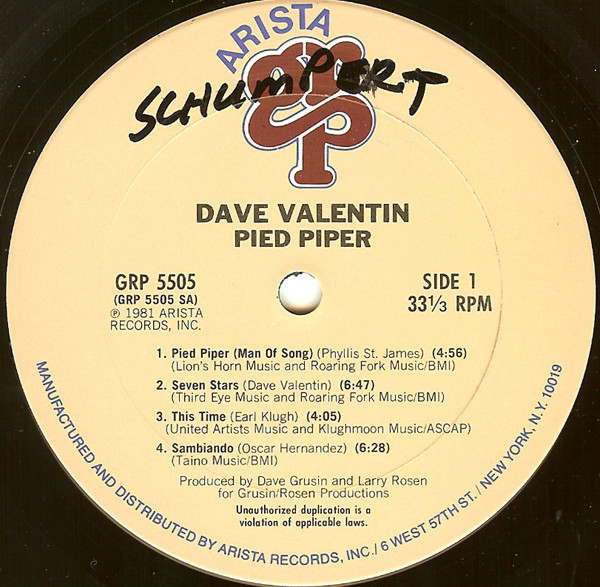 ARISTA
GRP
SCHUMPERT
DAVE VALENTIN
PIED PIPER
GRP 5505
(GRP 5505 SA)
℗ 1981 ARISTA
RECORDS, INC.
SIDE 1
33⅓ RPM
1. Pied Piper (Man Of Song) (Phyllis St. James) (4:56)
(Lion's Horn Music and Roaring Fork Music/BMI)
2. Seven Stars (Dave Valentin) (6:47)
(Third Eye Music and Roaring Fork Music/BMI)
3. This Time (Earl Klugh) (4:05)
(United Artists Music and Klughmoon Music/ASCAP)
4. Sambiando (Oscar Hernandez) (6:28)
(Taino Music/BMI)
Produced by Dave Grusin and Larry Rosen
for Grusin/Rosen Productions
Unauthorized duplication is a
violation of applicable laws.
MANUFACTURED AND DISTRIBUTED BY ARISTA RECORDS, INC./ 6 WEST 57TH ST. / NEW YORK, N.Y. 10019